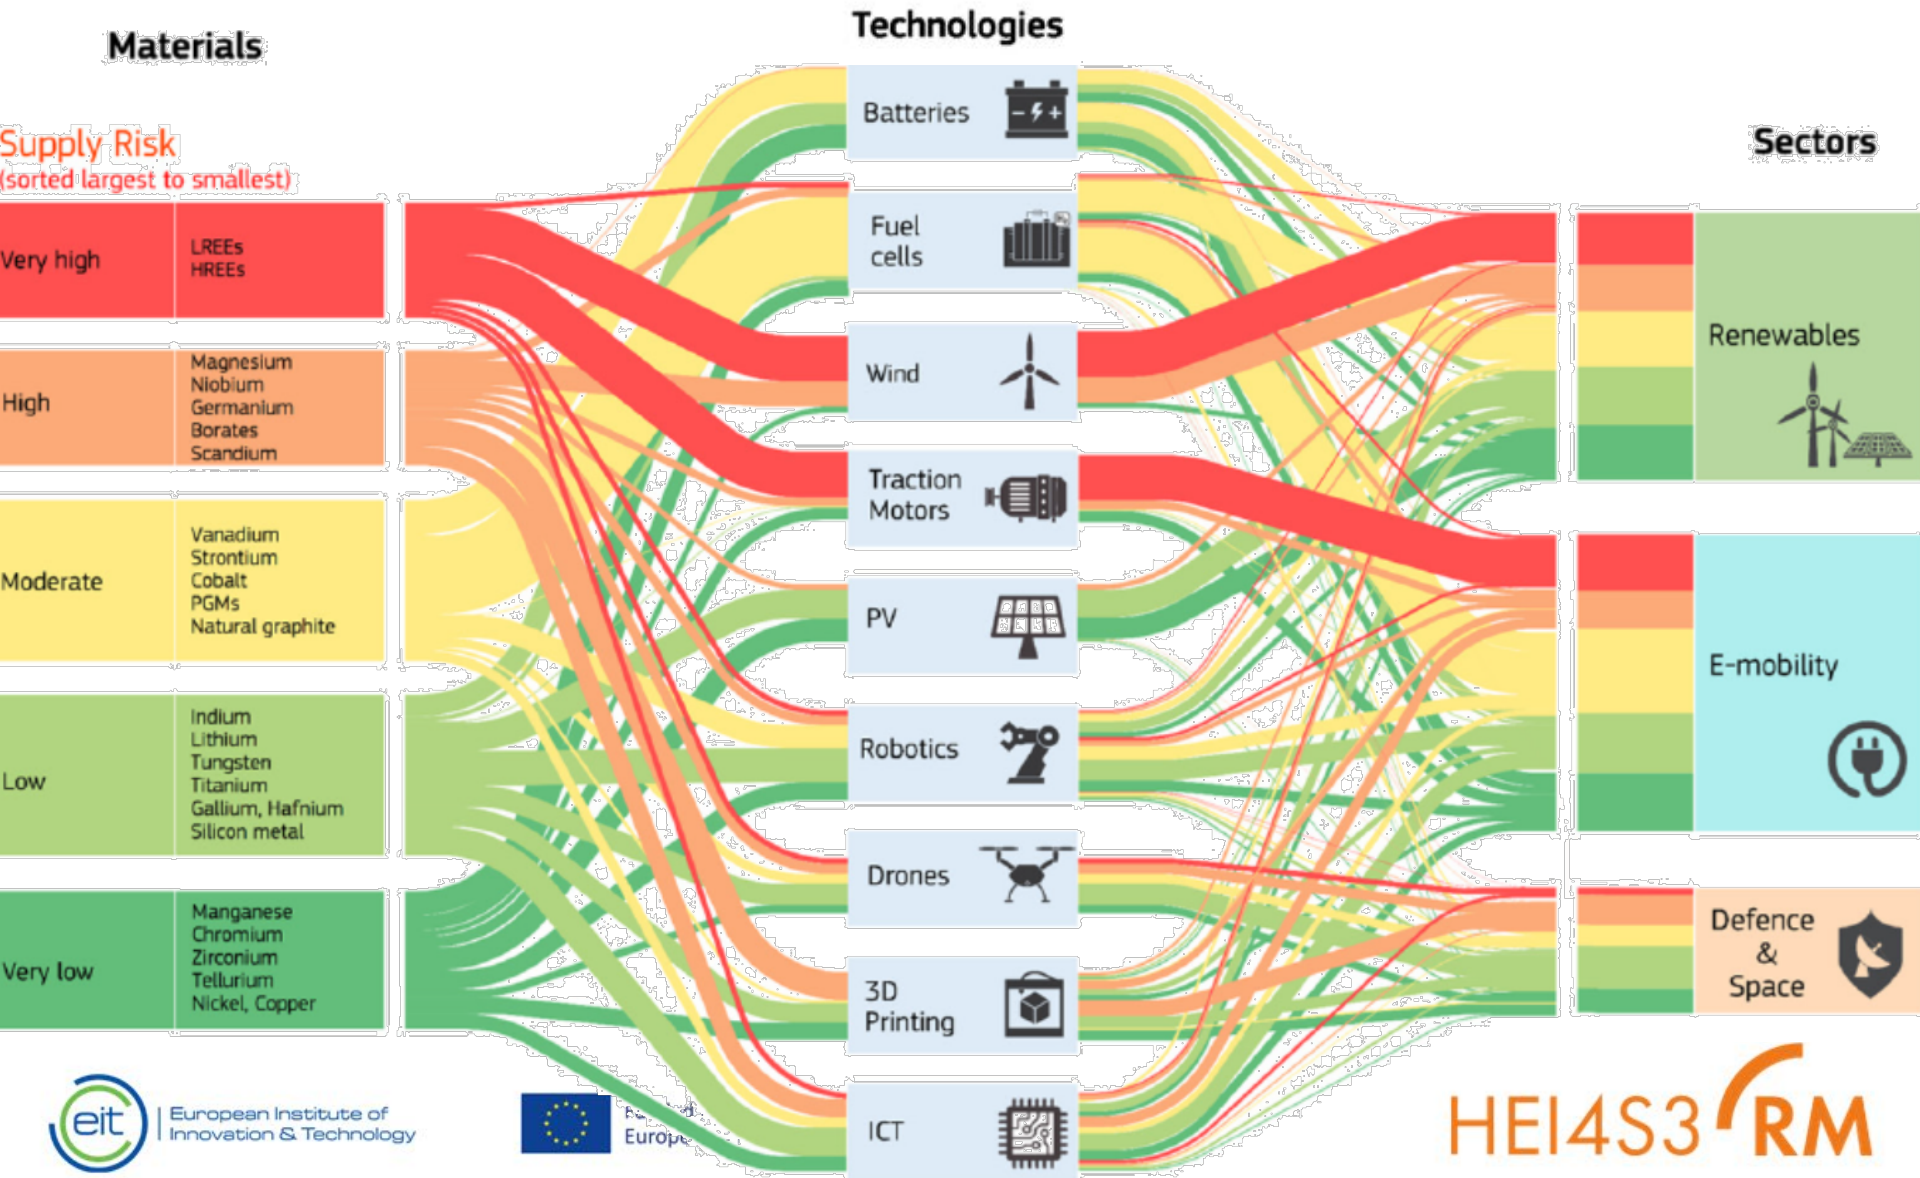 Technologies
Materials
Sectors
Supply Risk
(sorted largest to smallest)
Very high
LREEs
HREEs
High
Magnesium
Niobium
Germanium
Borates
Scandium
Moderate
Vanadium
Strontium
Cobalt
PGMs
Natural graphite
Low
Indium
Lithium
Tungsten
Titanium
Gallium, Hafnium
Silicon metal
Very low
Manganese
Chromium
Zirconium
Tellurium
Nickel, Copper
Batteries
Fuel
cells
Wind
Traction
Motors
PV
Robotics
Drones
3D
Printing
ICT
Renewables
E-mobility
Defence
&
Space
eit
European Institute of
Innovation & Technology
HEI4S3
RM